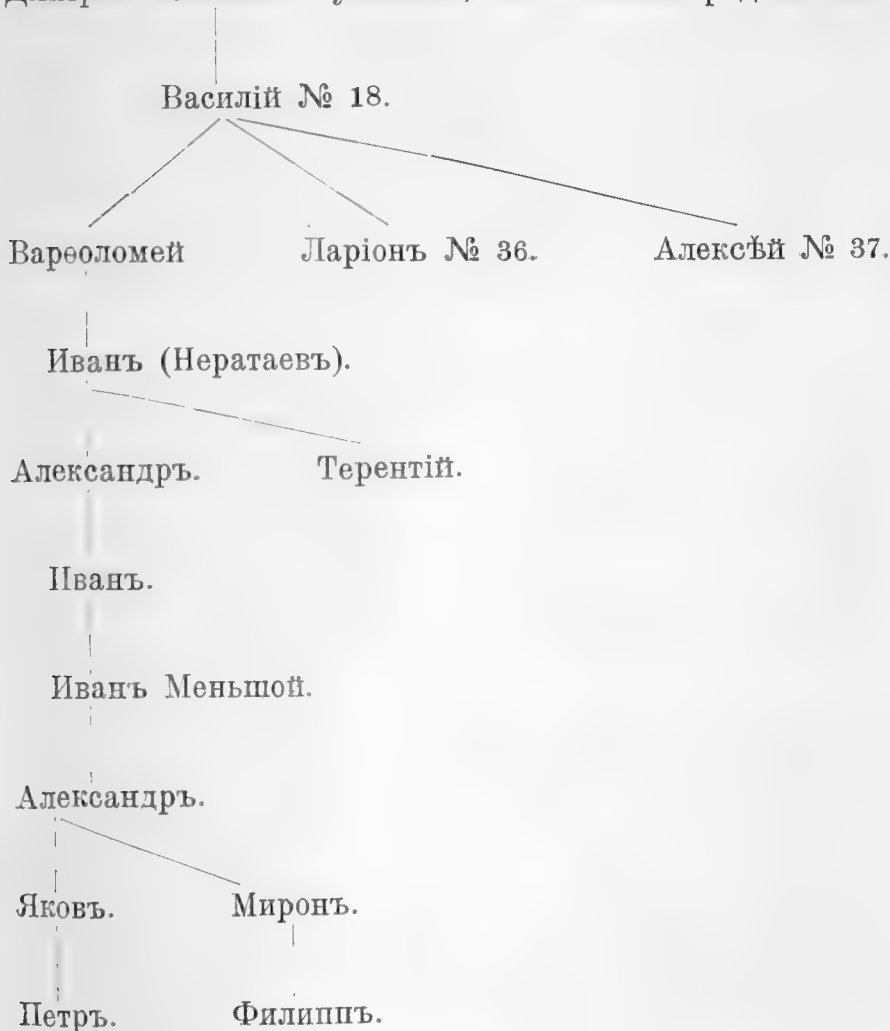 Василій № 18.
Варѳоломей Ларіонъ № 36. Алексѣй № 37.
Иванъ (Нератаевъ).
Александръ. Терентій.
Иванъ.
Иванъ Меньшой.
Александръ.
Яковъ. Миронъ.
Петръ. Филиппъ.